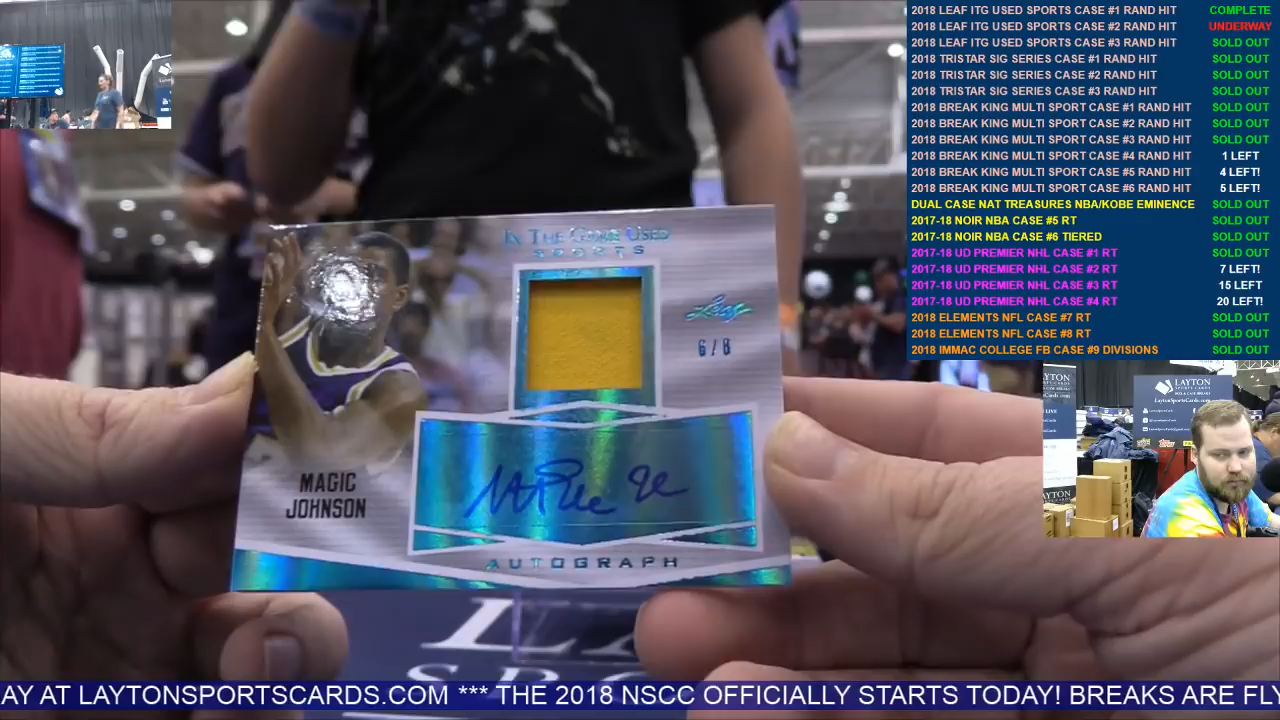 2018 LEAF ITG USED SPORTS CASE #1 RAND HIT COMPLETE
2018 LEAF ITG USED SPORTS CASE #2 RAND HIT UNDERWAY
2018 LEAF ITG USED SPORTS CASE #3 RAND HIT SOLD OUT
2018 TRISTAR SIG SERIES CASE #1 RAND HIT SOLD OUT
2018 TRISTAR SIG SERIES CASE #2 RAND HIT SOLD OUT
2018 TRISTAR SIG SERIES CASE #3 RAND HIT SOLD OUT
2018 BREAK KING MULTI SPORT CASE #1 RAND HIT SOLD OUT
2018 BREAK KING MULTI SPORT CASE #2 RAND HIT SOLD OUT
2018 BREAK KING MULTI SPORT CASE #3 RAND HIT SOLD OUT
2018 BREAK KING MULTI SPORT CASE #4 RAND HIT 1 LEFT
2018 BREAK KING MULTI SPORT CASE #5 RAND HIT 4 LEFT!
2018 BREAK KING MULTI SPORT CASE #6 RAND HIT 5 LEFT!
DUAL CASE NAT TREASURES NBA/KOBE EMINENCE SOLD OUT
2017-18 NOIR NBA CASE #5 RT SOLD OUT
2017-18 NOIR NBA CASE #6 TIERED SOLD OUT
2017-18 UD PREMIER NHL CASE #1 RT SOLD OUT
2017-18 UD PREMIER NHL CASE #2 RT 7 LEFT!
2017-18 UD PREMIER NHL CASE #3 RT 15 LEFT
2017-18 UD PREMIER NHL CASE #4 RT 20 LEFT!
2018 ELEMENTS NFL CASE #7 RT SOLD OUT
2018 ELEMENTS NFL CASE #8 RT SOLD OUT
2018 IMMAC COLLEGE FB CASE #9 DIVISIONS SOLD OUT
IN THE GAME USED
SPORTS
Leaf
6/8
MAGIC
JOHNSON
AUTOGRAPH
LAYTON
SPORTS CARDS
LaytonSportsCards.com
AY AT LAYTONSPORTSCARDS.COM *** THE 2018 NSCC OFFICIALLY STARTS TODAY! BREAKS ARE FLY